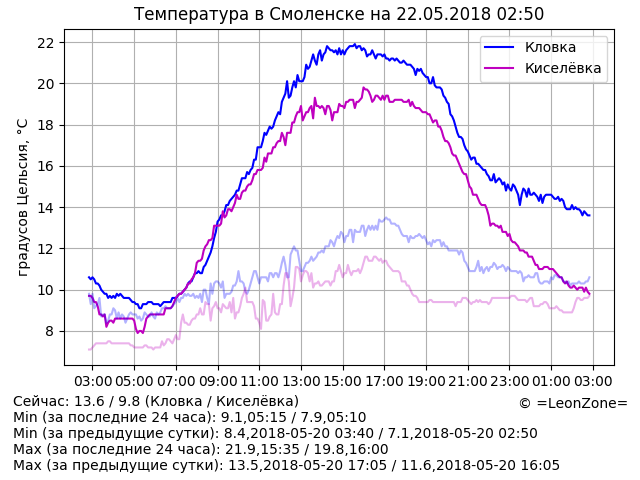 Температура в Смоленске на 22.05.2018 02:50
градусов Цельсия, °C
22
20
18
16
14
12
10
8
Кловка
Киселёвка
03:00 05:00 07:00 09:00 11:00 13:00 15:00 17:00 19:00 21:00 23:00 01:00 03:00
Сейчас: 13.6 / 9.8 (Кловка / Киселёвка)
© =LeonZone=
Min (за последние 24 часа): 9.1,05:15 / 7.9,05:10
Min (за предыдущие сутки): 8.4,2018-05-20 03:40 / 7.1,2018-05-20 02:50
Max (за последние 24 часа): 21.9,15:35 / 19.8,16:00
Max (за предыдущие сутки): 13.5,2018-05-20 17:05 / 11.6,2018-05-20 16:05